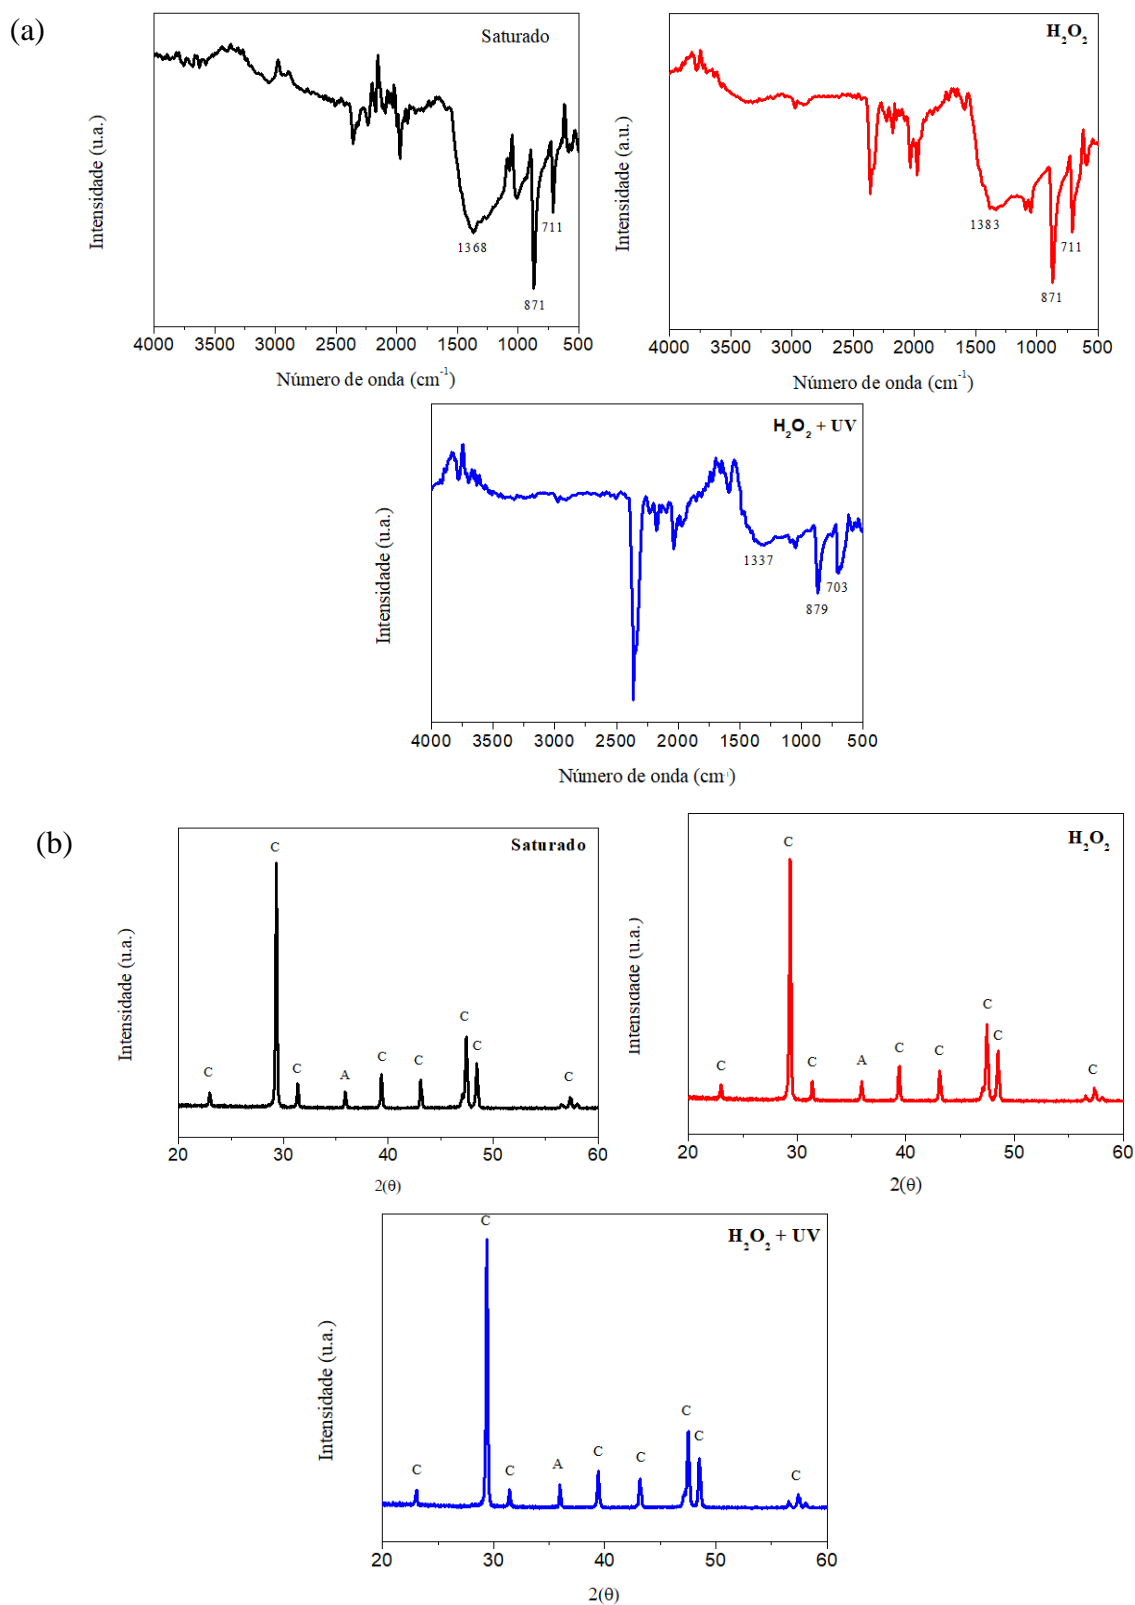 (a)
Saturado
Intensidade (u.a.)
1368
871
711
4000 3500 3000 2500 2000 1500 1000 500
Número de onda (cm⁻¹)
H₂O₂
Intensidade (a.u.)
1383
871
711
4000 3500 3000 2500 2000 1500 1000 500
Número de onda (cm⁻¹)
H₂O₂ + UV
Intensidade (u.a.)
1337
879
703
4000 3500 3000 2500 2000 1500 1000 500
Número de onda (cm⁻¹)
(b)
Saturado
Intensidade (u.a.)
C C C A C C C C C
20 30 40 50 60
2(θ)
H₂O₂
Intensidade (u.a.)
C C C A C C C C C
20 30 40 50 60
2(θ)
H₂O₂ + UV
Intensidade (u.a.)
C C C A C C C C C
20 30 40 50 60
2(θ)